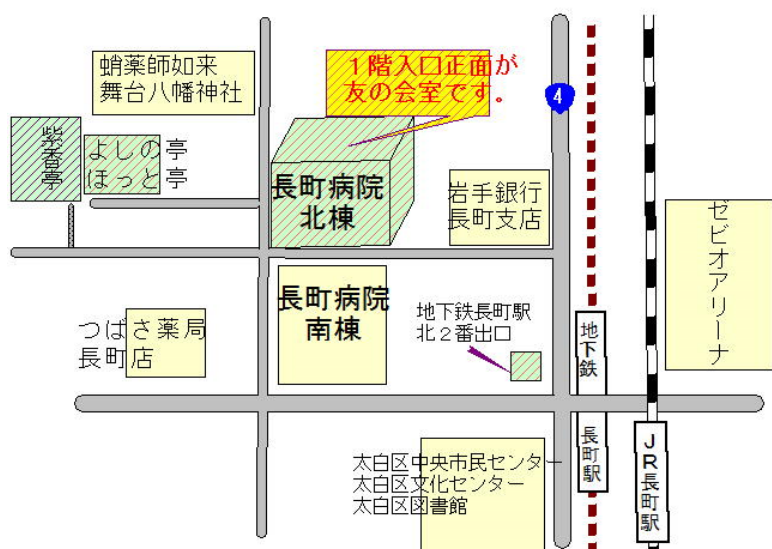 蛸薬師如来
舞台八幡神社
１階入口正面が
友の会室です。
4
紫香亭
よしの亭
ほっと亭
長町病院
北棟
岩手銀行
長町支店
ゼビオアリーナ
つばさ薬局
長町店
長町病院
南棟
地下鉄長町駅
北２番出口
地下鉄 長町駅
ＪＲ長町駅
太白区中央市民センター
太白区文化センター
太白区図書館